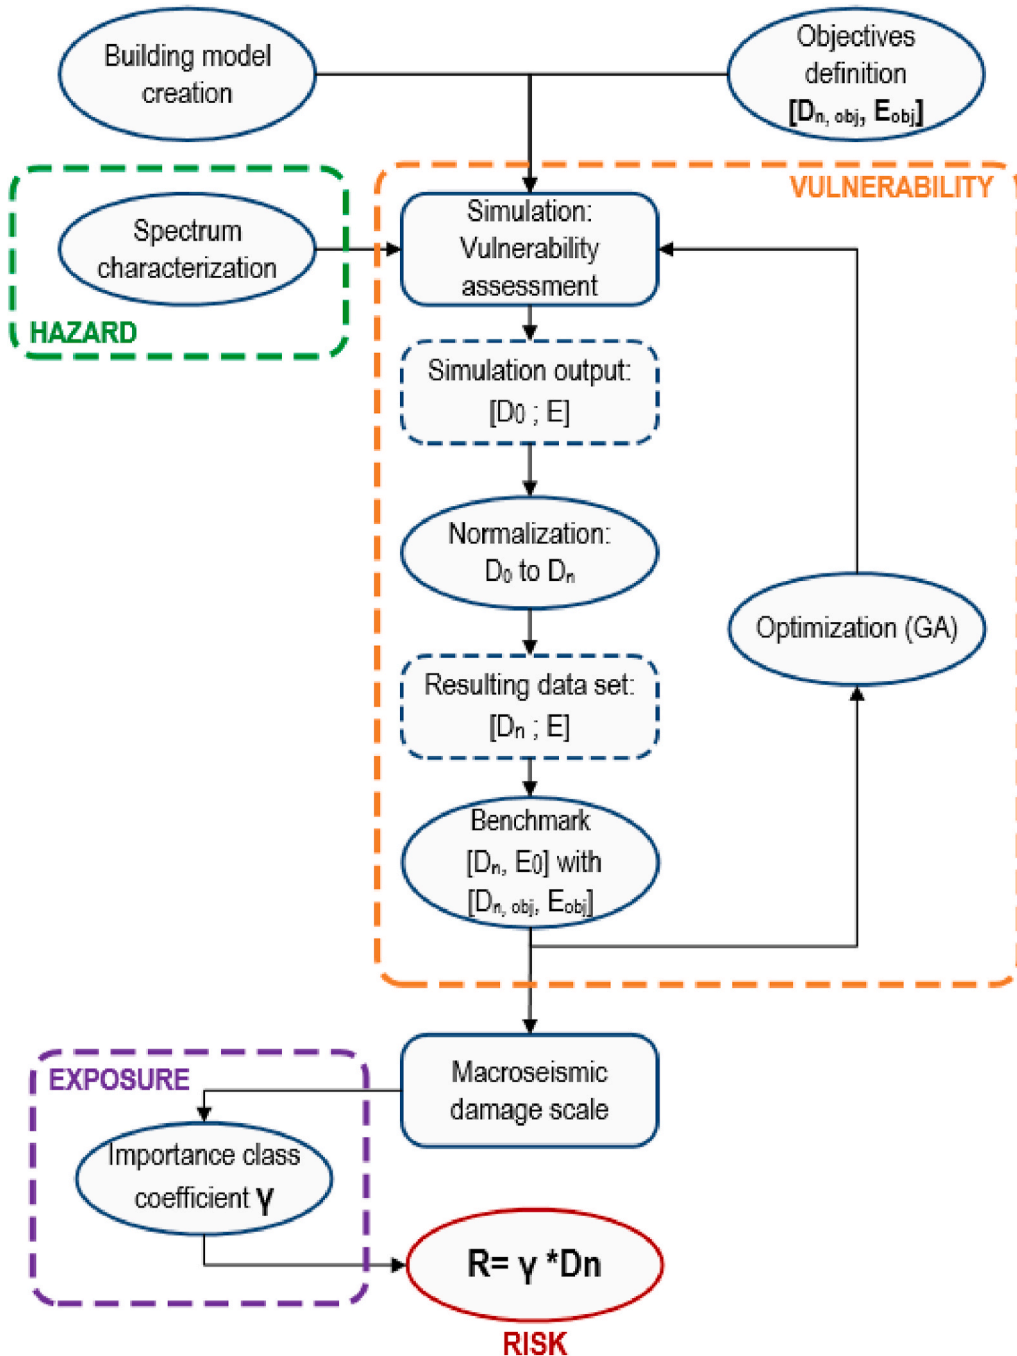 Building model
creation
Objectives
definition
[Dn, obj, Eobj]
VULNERABILITY
Spectrum
characterization
HAZARD
Simulation:
Vulnerability
assessment
Simulation output:
[D0 ; E]
Normalization:
D₀ to Dₙ
Optimization (GA)
Resulting data set:
[Dₙ ; E]
Benchmark
[Dₙ, E0] with
[Dn, obj, Eobj]
Macroseismic
damage scale
EXPOSURE
Importance class
coefficient γ
R= γ *Dn
RISK